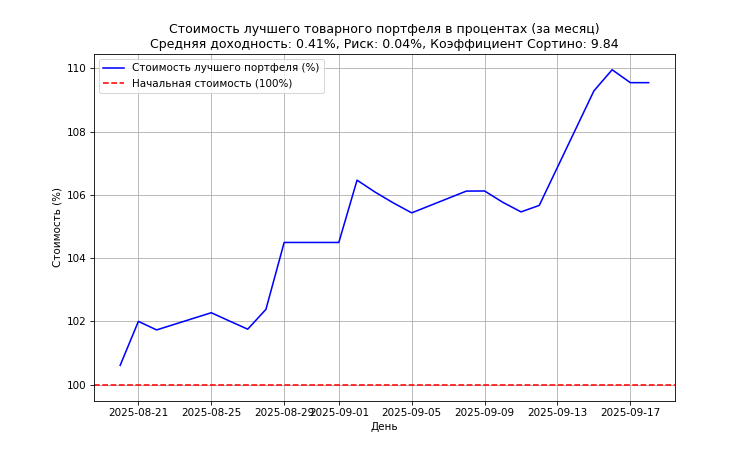 Стоимость лучшего товарного портфеля в процентах (за месяц)
Средняя доходность: 0.41%, Риск: 0.04%, Коэффициент Сортино: 9.84
Стоимость лучшего портфеля (%)
Начальная стоимость (100%)
Стоимость (%)
110
108
106
104
102
100
2025-08-21 2025-08-25 2025-08-29 2025-09-01 2025-09-05 2025-09-09 2025-09-13 2025-09-17
День